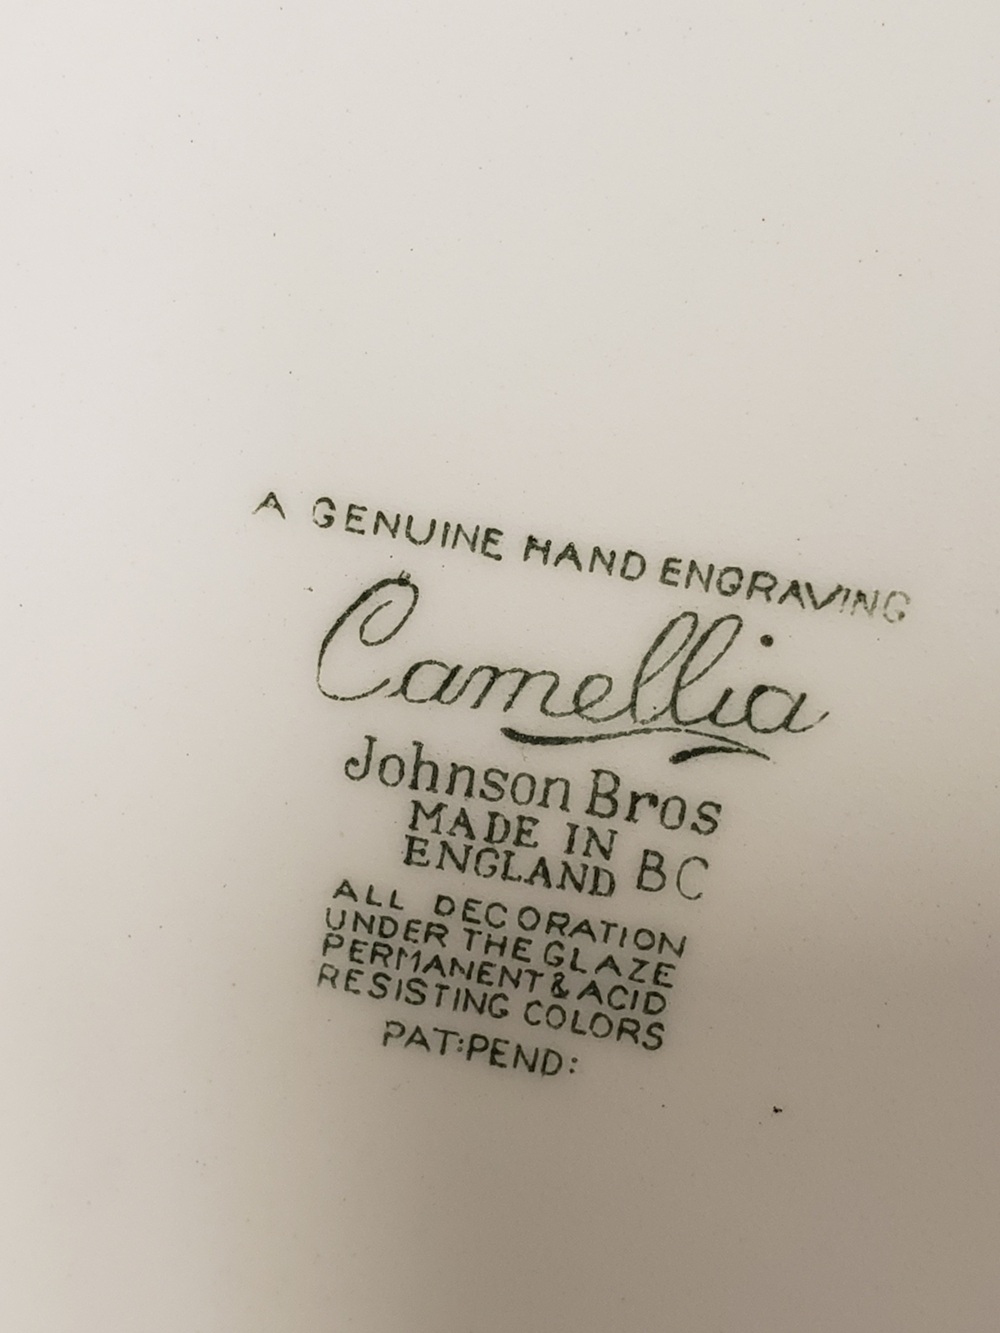 A GENUINE HAND ENGRAVING
Camellia
Johnson Bros
MADE IN
ENGLAND BC
ALL DECORATION
UNDER THE GLAZE
PERMANENT & ACID
RESISTING COLORS
PAT:PEND: